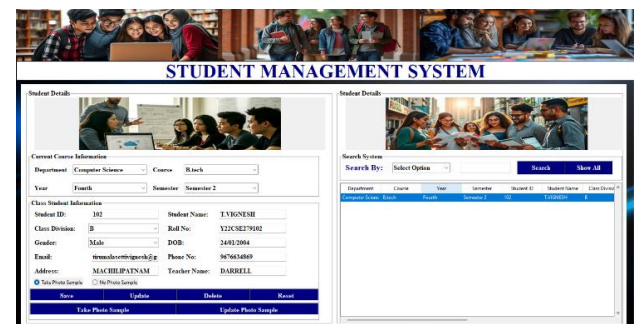 STUDENT MANAGEMENT SYSTEM
Student Details
Current Course Information
Department Computer Science Course B.tech
Year Fourth Semester Semester 2
Class Student Information
Student ID: 102 Student Name: T.VIGNESH
Class Division: B Roll No: Y22CSE279102
Gender: Male DOB: 24/01/2004
Email: tirumalasettivignesh@g Phone No: 9676634869
Address: MACHILIPATNAM Teacher Name: DARRELL
Take Photo Sample No Photo Sample
Save Update Delete Reset
Take Photo Sample Update Photo Sample
Student Details
Search System
Search By: Select Option Search Show All
Department Course Year Semester Student ID Student Name Class Divisi
Computer Scienc B.tech Fourth Semester 2 102 T.VIGNESH B